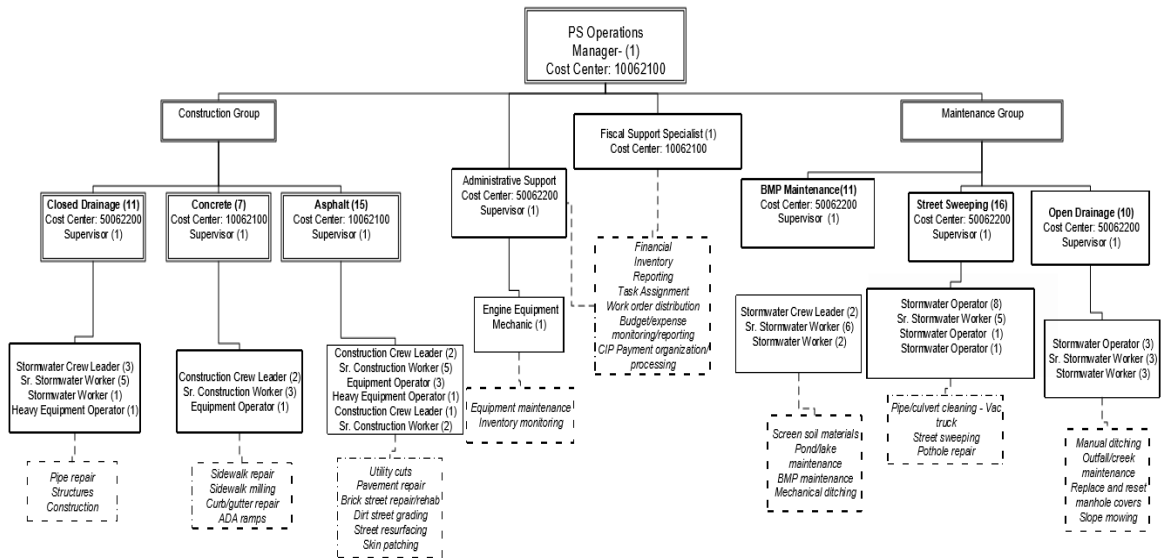 PS Operations
Manager- (1)
Cost Center: 10062100
Construction Group
Maintenance Group
Fiscal Support Specialist (1)
Cost Center: 10062100
Closed Drainage (11)
Cost Center: 50062200
Supervisor (1)
Concrete (7)
Cost Center: 10062100
Supervisor (1)
Asphalt (15)
Cost Center: 10062100
Supervisor (1)
Administrative Support
Cost Center: 50062200
Supervisor (1)
BMP Maintenance(11)
Cost Center: 50062200
Supervisor (1)
Street Sweeping (16)
Cost Center: 50062200
Supervisor (1)
Open Drainage (10)
Cost Center: 50062200
Supervisor (1)
Financial
Inventory
Reporting
Task Assignment
Work order distribution
Budget/expense
monitoring/reporting
CIP Payment organization/
processing
Engine Equipment
Mechanic (1)
Stormwater Crew Leader (3)
Sr. Stormwater Worker (5)
Stormwater Worker (1)
Heavy Equipment Operator (1)
Construction Crew Leader (2)
Sr. Construction Worker (3)
Equipment Operator (1)
Construction Crew Leader (2)
Sr. Construction Worker (5)
Equipment Operator (3)
Heavy Equipment Operator (1)
Construction Crew Leader (1)
Sr. Construction Worker (2)
Stormwater Crew Leader (2)
Sr. Stormwater Worker (6)
Stormwater Worker (2)
Stormwater Operator (8)
Sr. Stormwater Worker (5)
Stormwater Operator (1)
Stormwater Operator (1)
Stormwater Operator (3)
Sr. Stormwater Worker (3)
Stormwater Worker (3)
Pipe repair
Structures
Construction
Sidewalk repair
Sidewalk milling
Curb/gutter repair
ADA ramps
Utility cuts
Pavement repair
Brick street repair/rehab
Dirt street grading
Street resurfacing
Skin patching
Equipment maintenance
Inventory monitoring
Screen soil materials
Pond/lake
maintenance
BMP maintenance
Mechanical ditching
Pipe/culvert cleaning - Vac
truck
Street sweeping
Pothole repair
Manual ditching
Outfall/creek
maintenance
Replace and reset
manhole covers
Slope mowing